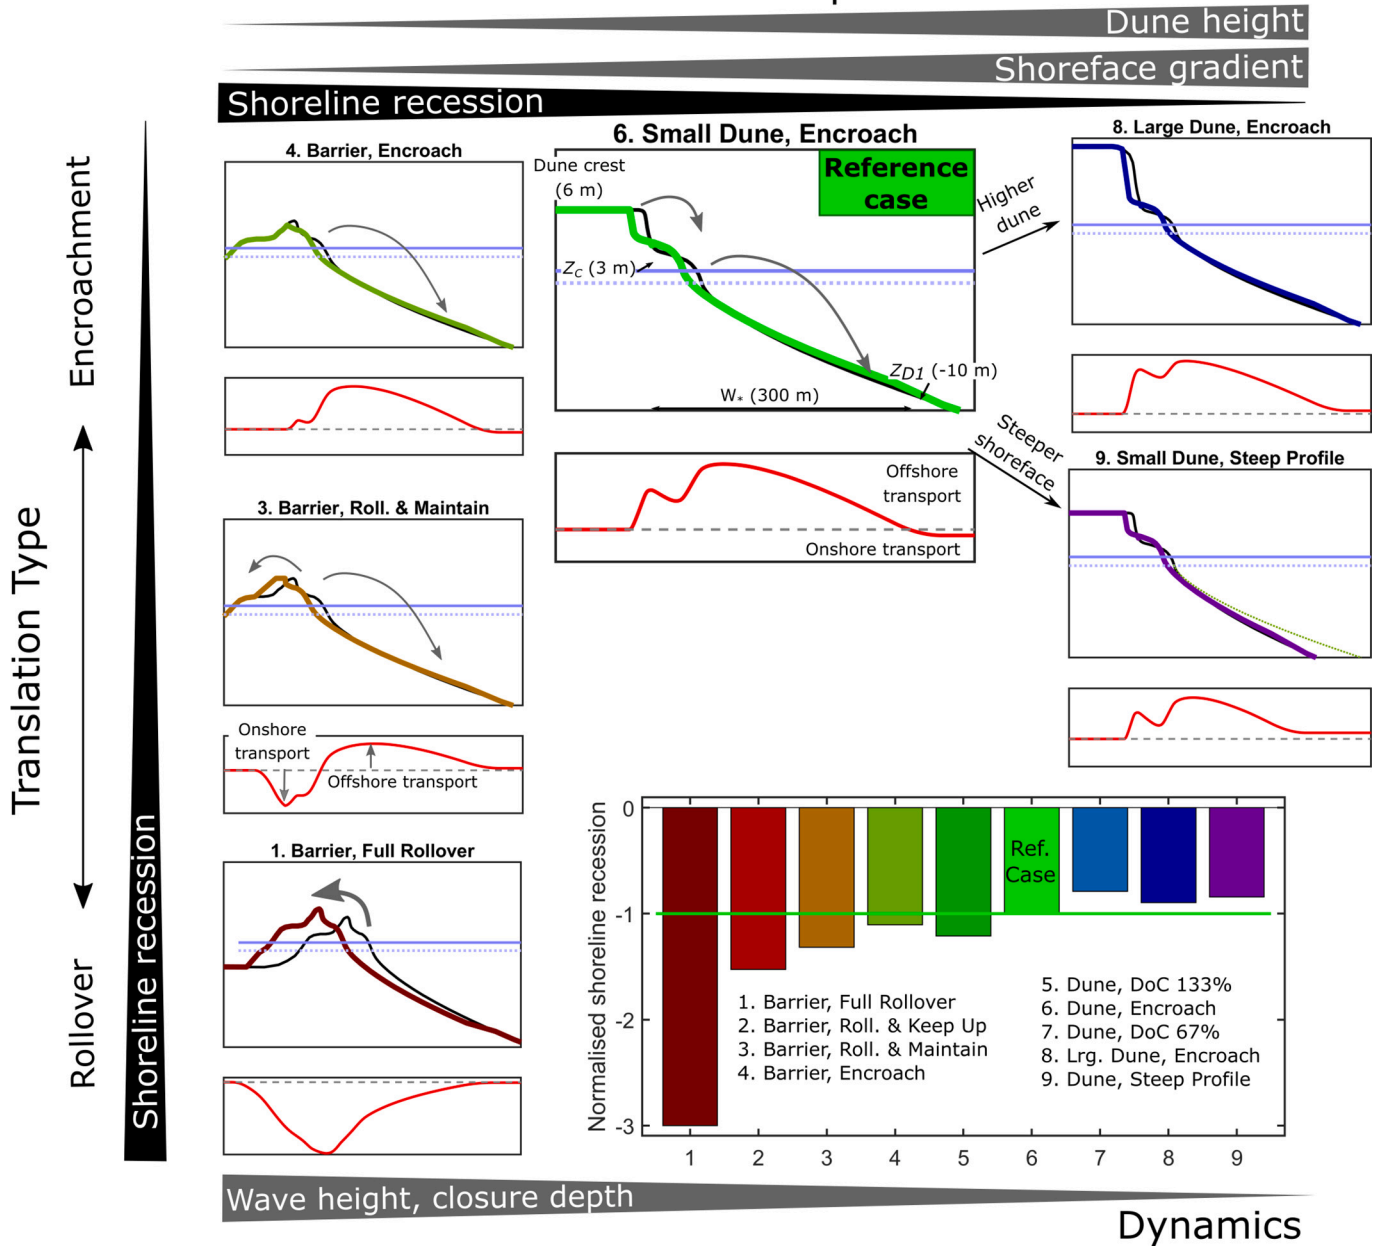 Dune height
Shoreface gradient
Shoreline recession
Translation Type
Encroachment
Rollover
Shoreline recession
4. Barrier, Encroach
6. Small Dune, Encroach
Reference
case
Dune crest
(6 m)
ZC (3 m)
ZD1 (-10 m)
W* (300 m)
Offshore
transport
Onshore transport
Higher
dune
Steeper
shoreface
8. Large Dune, Encroach
9. Small Dune, Steep Profile
3. Barrier, Roll. & Maintain
Onshore
transport
Offshore transport
1. Barrier, Full Rollover
Normalised shoreline recession
0
-1
-2
-3
Ref.
Case
1. Barrier, Full Rollover
2. Barrier, Roll. & Keep Up
3. Barrier, Roll. & Maintain
4. Barrier, Encroach
5. Dune, DoC 133%
6. Dune, Encroach
7. Dune, DoC 67%
8. Lrg. Dune, Encroach
9. Dune, Steep Profile
1 2 3 4 5 6 7 8 9
Wave height, closure depth
Dynamics